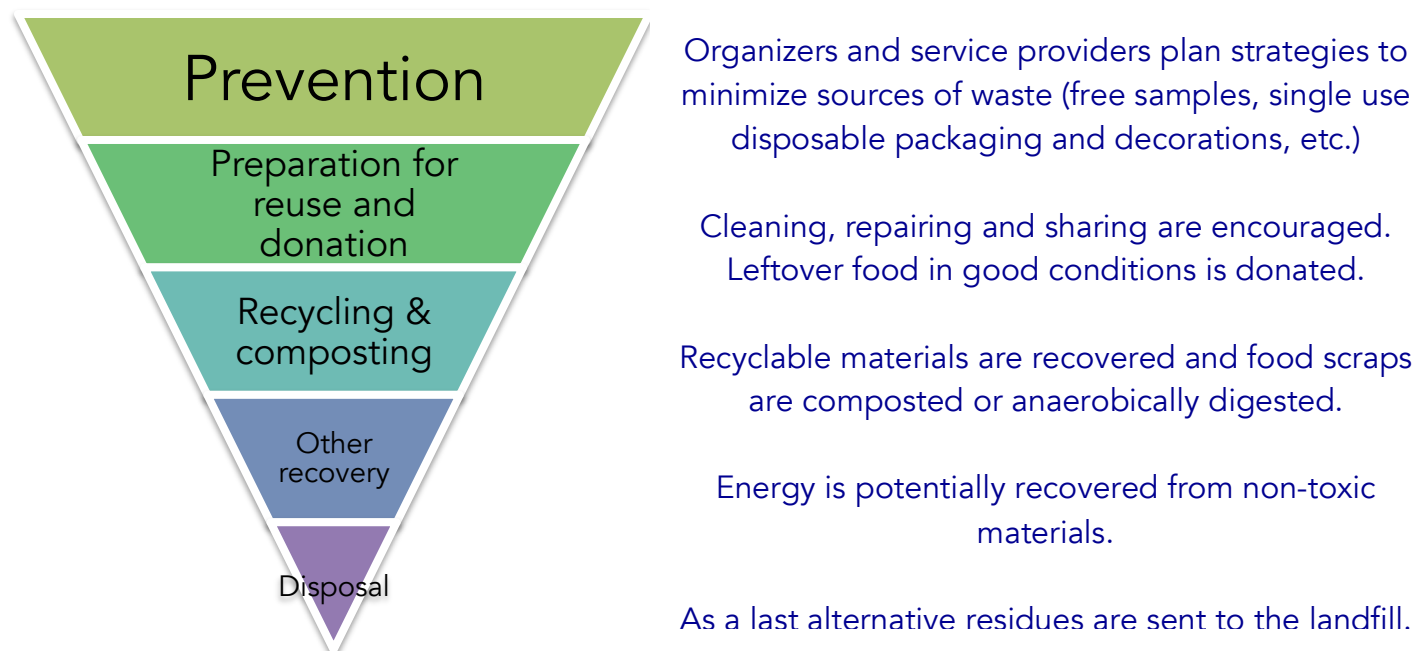 Prevention
Organizers and service providers plan strategies to
minimize sources of waste (free samples, single use
disposable packaging and decorations, etc.)
Preparation for
reuse and
donation
Cleaning, repairing and sharing are encouraged.
Leftover food in good conditions is donated.
Recycling &
composting
Recyclable materials are recovered and food scraps
are composted or anaerobically digested.
Other
recovery
Energy is potentially recovered from non-toxic
materials.
Disposal
As a last alternative residues are sent to the landfill.